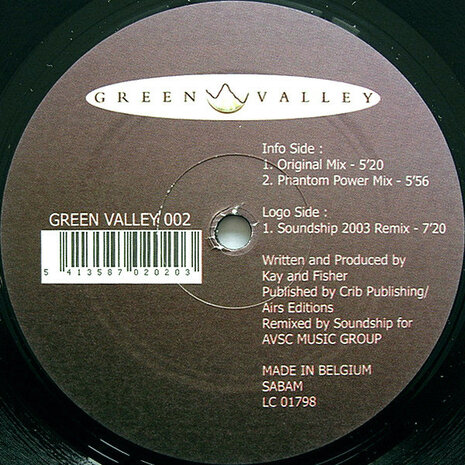 GREEN VALLEY
Info Side :
1. Original Mix - 5'20
2. Phantom Power Mix - 5'56
GREEN VALLEY 002
Logo Side :
1. Soundship 2003 Remix - 7'20
5 413587 020203
Written and Produced by
Kay and Fisher
Published by Crib Publishing/
Airs Editions
Remixed by Soundship for
AVSC MUSIC GROUP
MADE IN BELGIUM
SABAM
LC 01798